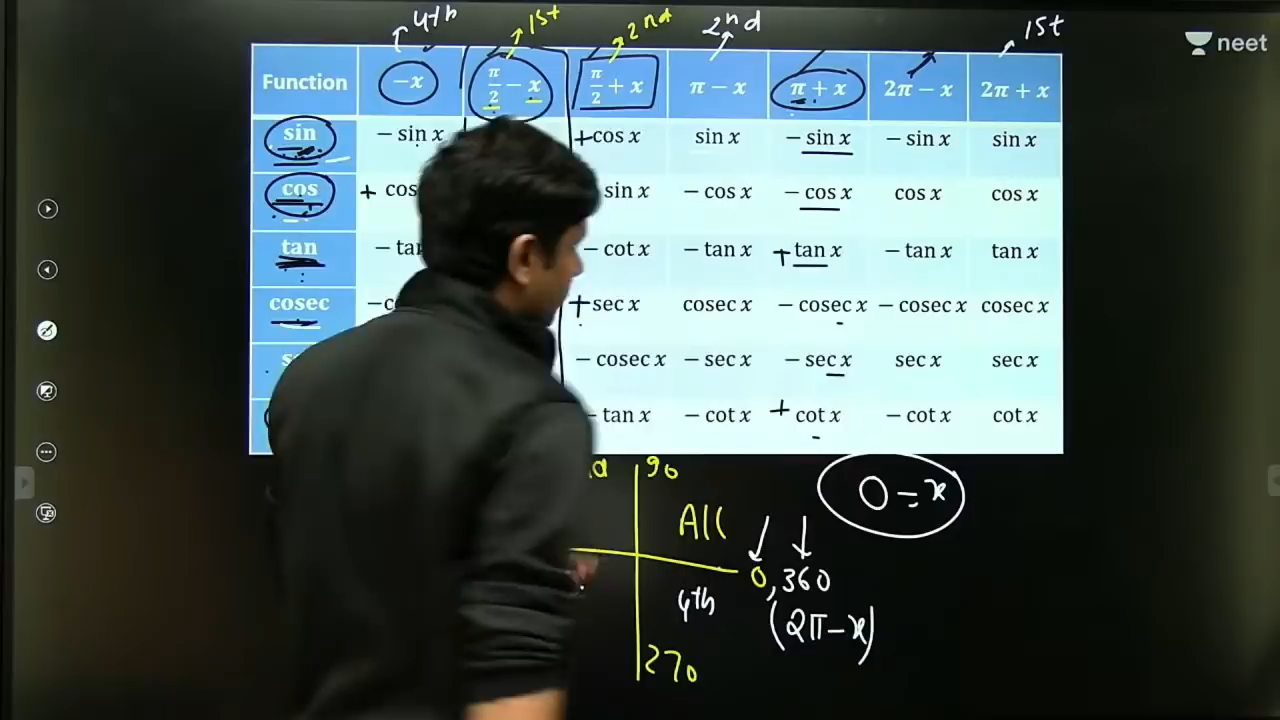 4th 1st 2nd 2nd 1st
neet
Function −x π/2 − x π/2 + x π − x π + x 2π − x 2π + x
sin − sin x +cos x sin x − sin x − sin x sin x
cos + cos sin x − cos x − cos x cos x cos x
tan − tan − cot x − tan x + tan x − tan x tan x
cosec + sec x cosec x − cosec x − cosec x cosec x
− cosec x − sec x − sec x sec x sec x
− tan x − cot x + cot x − cot x cot x
90
0 = x
All
0, 360
4th
(2π − x)
270